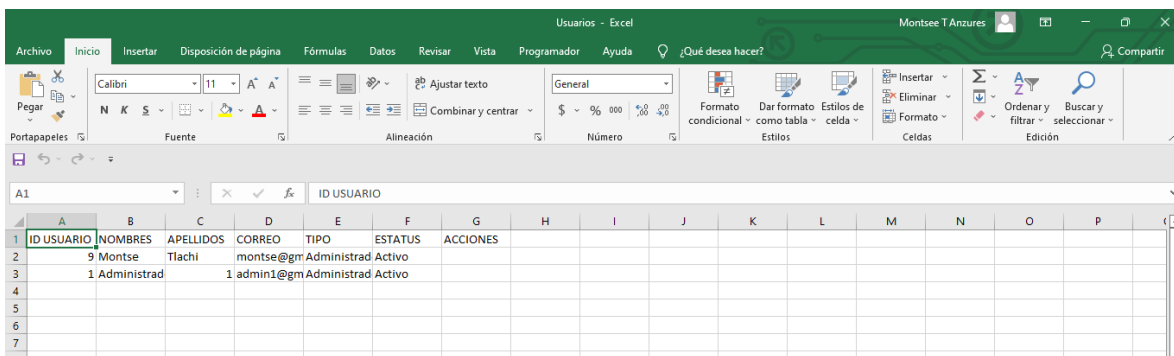 Usuarios - Excel
Montsee T Anzures
Archivo Inicio Insertar Disposición de página Fórmulas Datos Revisar Vista Programador Ayuda ¿Qué desea hacer? Compartir
Pegar
Calibri 11 A A
N K S A
Ajustar texto
Combinar y centrar
General
$ % 000
Formato condicional
Dar formato como tabla
Estilos de celda
Insertar
Eliminar
Formato
Ordenar y filtrar
Buscar y seleccionar
Portapapeles Fuente Alineación Número Estilos Celdas Edición
A1 fx ID USUARIO
A B C D E F G H I J K L M N O P
1 ID USUARIO NOMBRES APELLIDOS CORREO TIPO ESTATUS ACCIONES
2 9 Montse Tlachi montse@gm Administrad Activo
3 1 Administrad 1 admin1@gm Administrad Activo
4
5
6
7